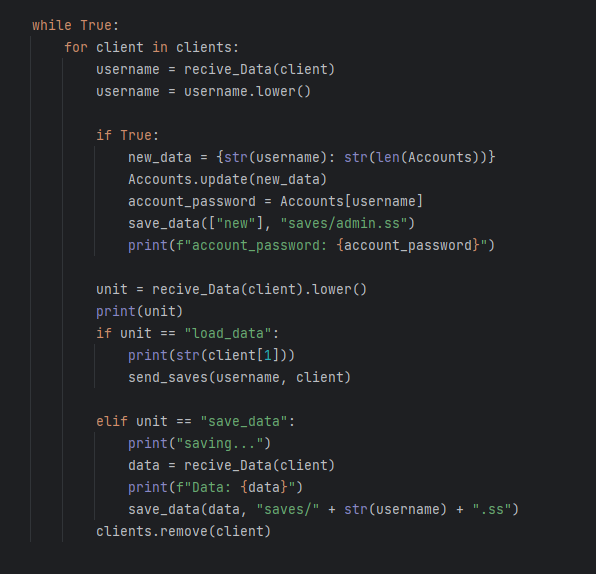 while True:
for client in clients:
username = recive_Data(client)
username = username.lower()
if True:
new_data = {str(username): str(len(Accounts))}
Accounts.update(new_data)
account_password = Accounts[username]
save_data(["new"], "saves/admin.ss")
print(f"account_password: {account_password}")
unit = recive_Data(client).lower()
print(unit)
if unit == "load_data":
print(str(client[1]))
send_saves(username, client)
elif unit == "save_data":
print("saving...")
data = recive_Data(client)
print(f"Data: {data}")
save_data(data, "saves/" + str(username) + ".ss")
clients.remove(client)